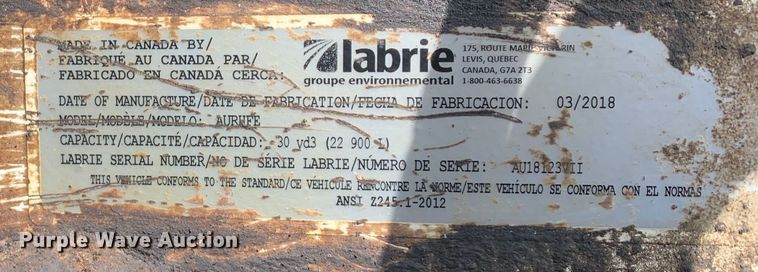 MADE IN CANADA BY/
FABRIQUÉ AU CANADA PAR/
FABRICADO EN CANADÁ CERCA:
labrie
groupe environnemental
175, ROUTE MARIE-VICTORIN
LEVIS, QUEBEC
CANADA, G7A 2T3
1-800-463-6638
DATE OF MANUFACTURE/DATE DE FABRICATION/FECHA DE FABRICACION: 03/2018
MODEL/MODÈLE/MODELO:
CAPACITY/CAPACITÉ/CAPACIDAD: 30 yd3 (22 900 L)
LABRIE SERIAL NUMBER/NO DE SÉRIE LABRIE/NÚMERO DE SERIE: AU18123VII
THIS VEHICLE CONFORMS TO THE STANDARD/CE VÉHICULE RENCONTRE LA NORME/ESTE VEHÍCULO SE CONFORMA CON EL NORMAS
ANSI Z245.1-2012
Purple Wave Auction